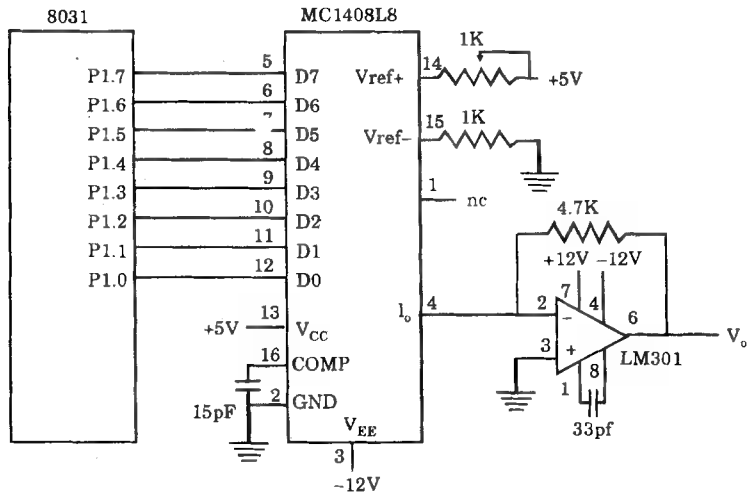 8031
MC1408L8
P1.7 5 D7
P1.6 6 D6
P1.5 7 D5
P1.4 8 D4
P1.3 9 D3
P1.2 10 D2
P1.1 11 D1
P1.0 12 D0
+5V 13 VCC
16 COMP
15pF
2 GND
VEE
3
-12V
Vref+ 14 1K +5V
Vref- 15 1K
1 nc
Io 4
4.7K
+12V -12V
7 4
2 - 6 Vo
3 + LM301
1 8
33pf